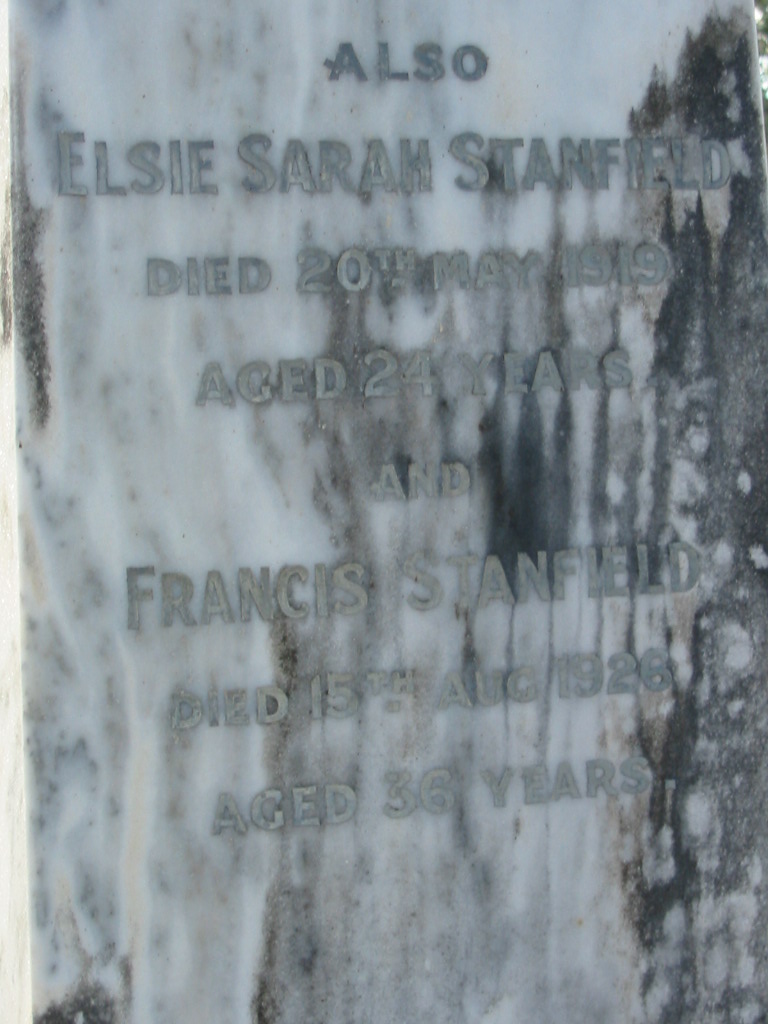 ALSO
ELSIE SARAH STANFIELD
DIED 20TH MAY 1919
AGED 24 YEARS.
AND
FRANCIS STANFIELD
DIED 15TH AUG 1926
AGED 36 YEARS.